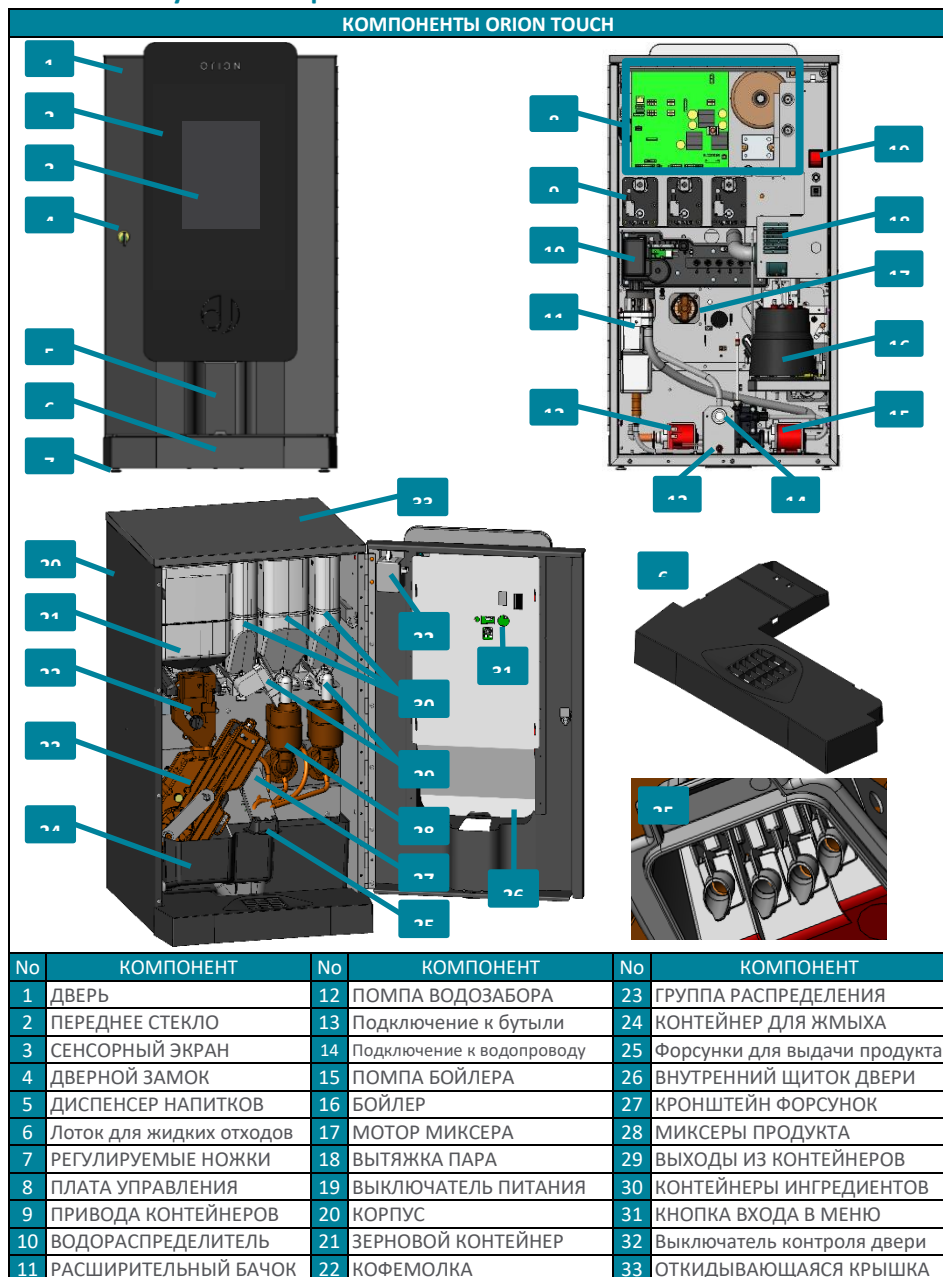 КОМПОНЕНТЫ ORION TOUCH
No КОМПОНЕНТ No КОМПОНЕНТ No КОМПОНЕНТ
1 ДВЕРЬ 12 ПОМПА ВОДОЗАБОРА 23 ГРУППА РАСПРЕДЕЛЕНИЯ
2 ПЕРЕДНЕЕ СТЕКЛО 13 Подключение к бутыли 24 КОНТЕЙНЕР ДЛЯ ЖМЫХА
3 СЕНСОРНЫЙ ЭКРАН 14 Подключение к водопроводу 25 Форсунки для выдачи продукта
4 ДВЕРНОЙ ЗАМОК 15 ПОМПА БОЙЛЕРА 26 ВНУТРЕННИЙ ЩИТОК ДВЕРИ
5 ДИСПЕНСЕР НАПИТКОВ 16 БОЙЛЕР 27 КРОНШТЕЙН ФОРСУНОК
6 Лоток для жидких отходов 17 МОТОР МИКСЕРА 28 МИКСЕРЫ ПРОДУКТА
7 РЕГУЛИРУЕМЫЕ НОЖКИ 18 ВЫТЯЖКА ПАРА 29 ВЫХОДЫ ИЗ КОНТЕЙНЕРОВ
8 ПЛАТА УПРАВЛЕНИЯ 19 ВЫКЛЮЧАТЕЛЬ ПИТАНИЯ 30 КОНТЕЙНЕРЫ ИНГРЕДИЕНТОВ
9 ПРИВОДА КОНТЕЙНЕРОВ 20 КОРПУС 31 КНОПКА ВХОДА В МЕНЮ
10 ВОДОРАСПРЕДЕЛИТЕЛЬ 21 ЗЕРНОВОЙ КОНТЕЙНЕР 32 Выключатель контроля двери
11 РАСШИРИТЕЛЬНЫЙ БАЧОК 22 КОФЕМОЛКА 33 ОТКИДЫВАЮЩАЯСЯ КРЫШКА